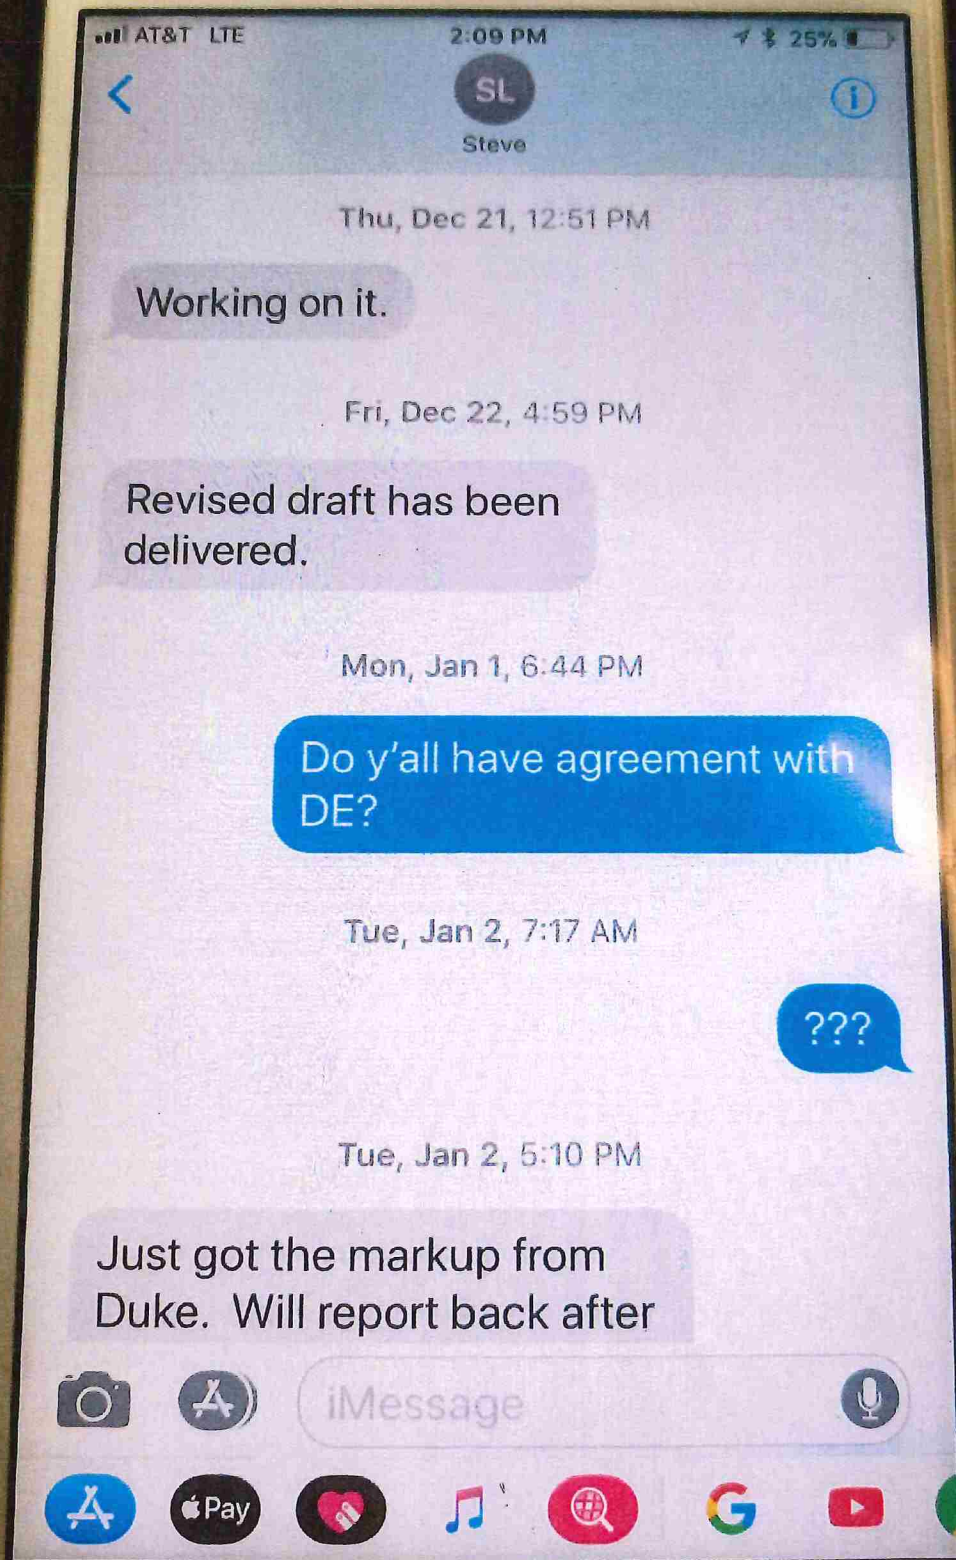 AT&T LTE 2:09 PM 25%
SL
Steve
Thu, Dec 21, 12:51 PM
Working on it.
Fri, Dec 22, 4:59 PM
Revised draft has been
delivered.
Mon, Jan 1, 6:44 PM
Do y'all have agreement with
DE?
Tue, Jan 2, 7:17 AM
???
Tue, Jan 2, 5:10 PM
Just got the markup from
Duke. Will report back after
iMessage
Pay
G